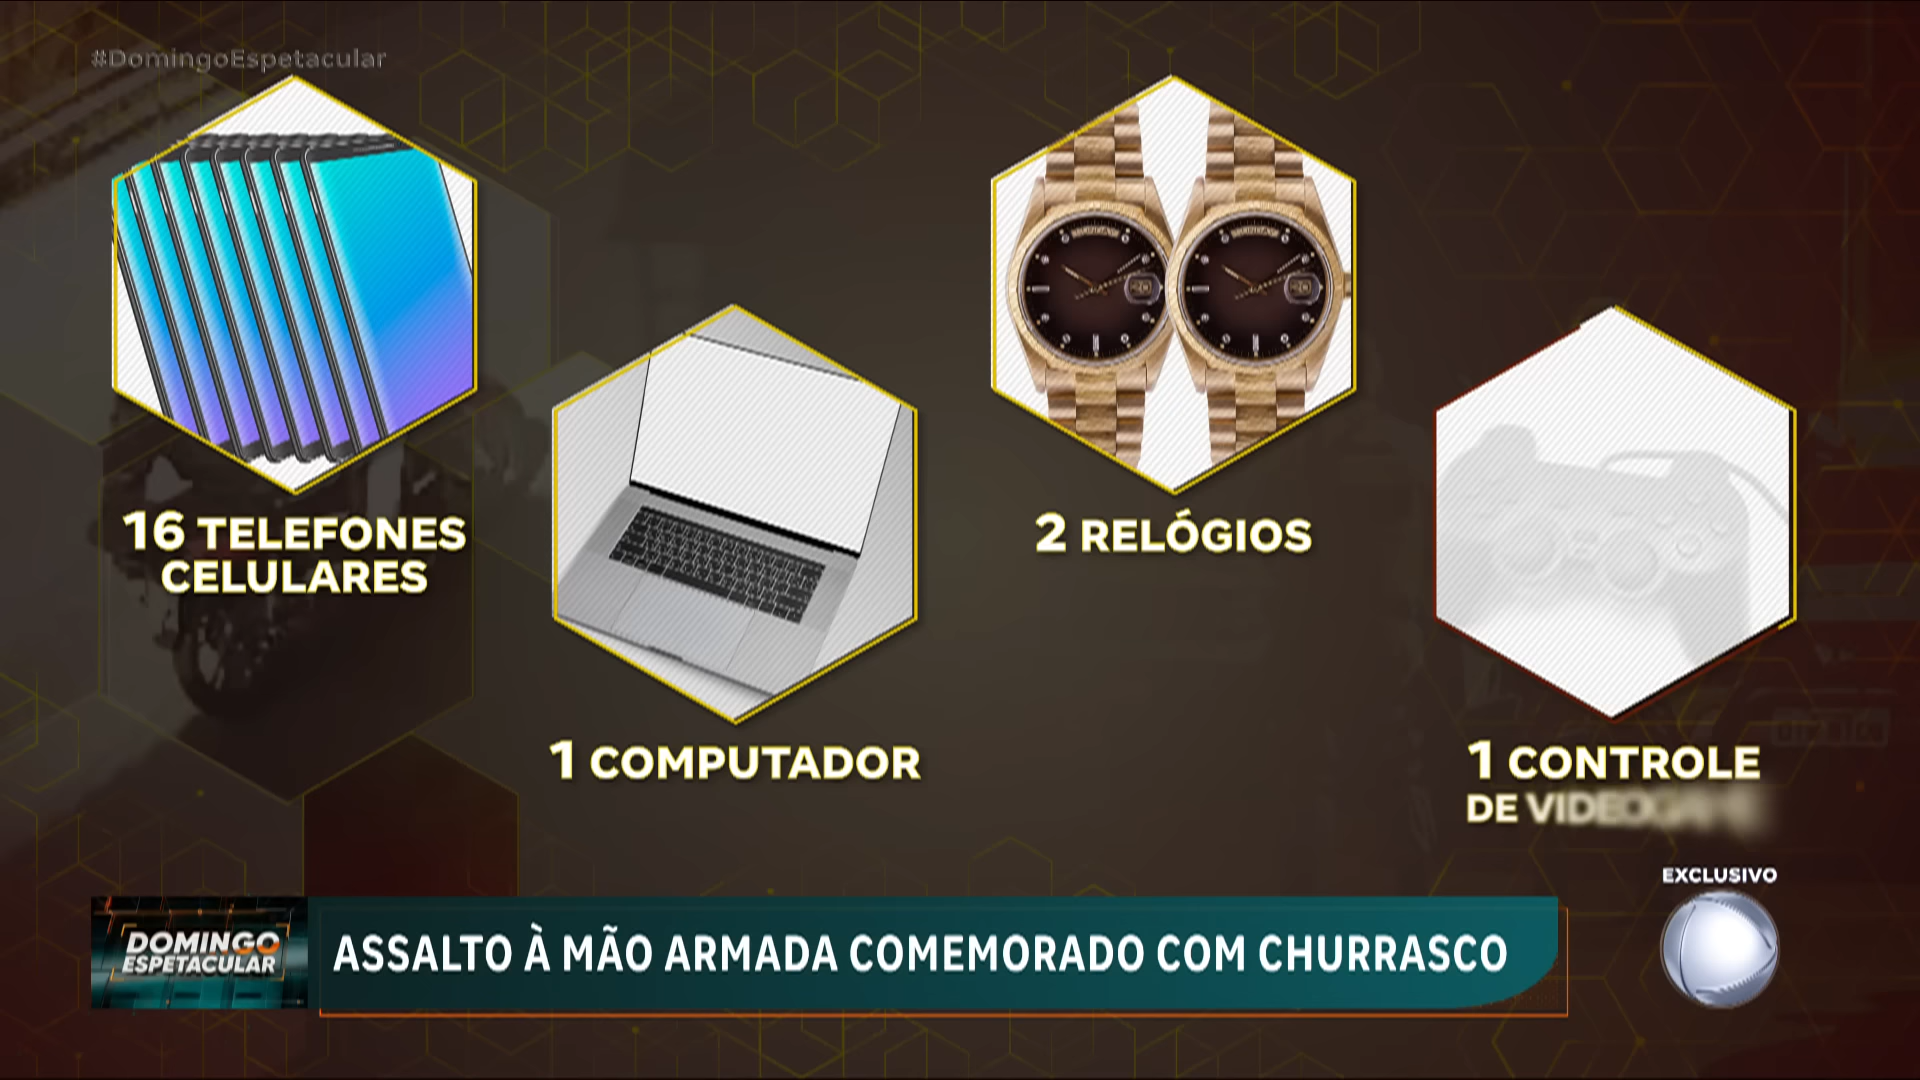 #DomingoEspetacular
16 TELEFONES
CELULARES
1 COMPUTADOR
2 RELÓGIOS
1 CONTROLE
DE
EXCLUSIVO
DOMINGO
ESPETACULAR
ASSALTO À MÃO ARMADA COMEMORADO COM CHURRASCO